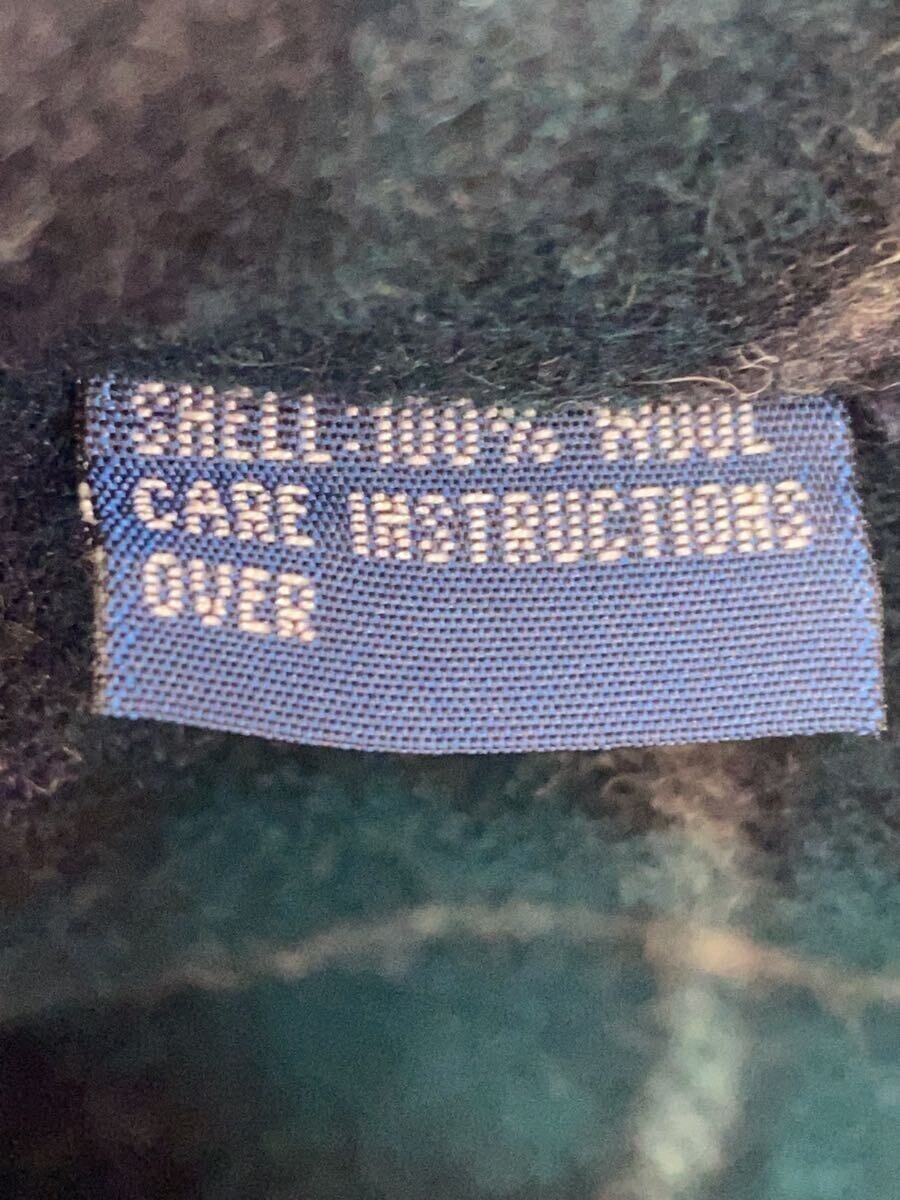 SHELL-100% WOOL
CARE INSTRUCTIONS
OVER